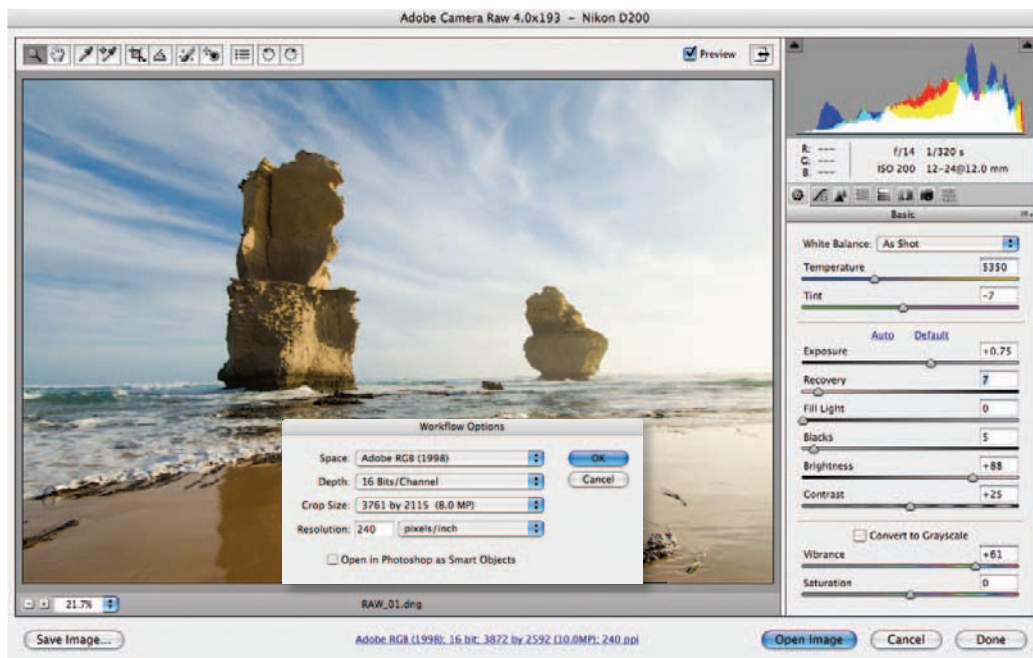 Adobe Camera Raw 4.0x193 – Nikon D200
Preview
R: ---
G: ---
B: ---
f/14 1/320 s
ISO 200 12-24@12.0 mm
Basic
White Balance: As Shot
Temperature 5350
Tint -7
Auto Default
Exposure +0.75
Recovery 7
Fill Light 0
Blacks 5
Brightness +88
Contrast +25
Convert to Grayscale
Vibrance +61
Saturation 0
Workflow Options
Space: Adobe RGB (1998)
Depth: 16 Bits/Channel
Crop Size: 3761 by 2115 (8.0 MP)
Resolution: 240 pixels/inch
Open in Photoshop as Smart Objects
OK
Cancel
21.7%
RAW_01.dng
Save Image...
Adobe RGB (1998); 16 bit; 3872 by 2592 (10.0MP); 240 ppi
Open Image
Cancel
Done